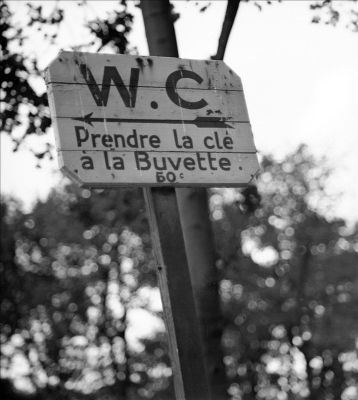 W.C.
Prendre la clé
à la Buvette.
50c